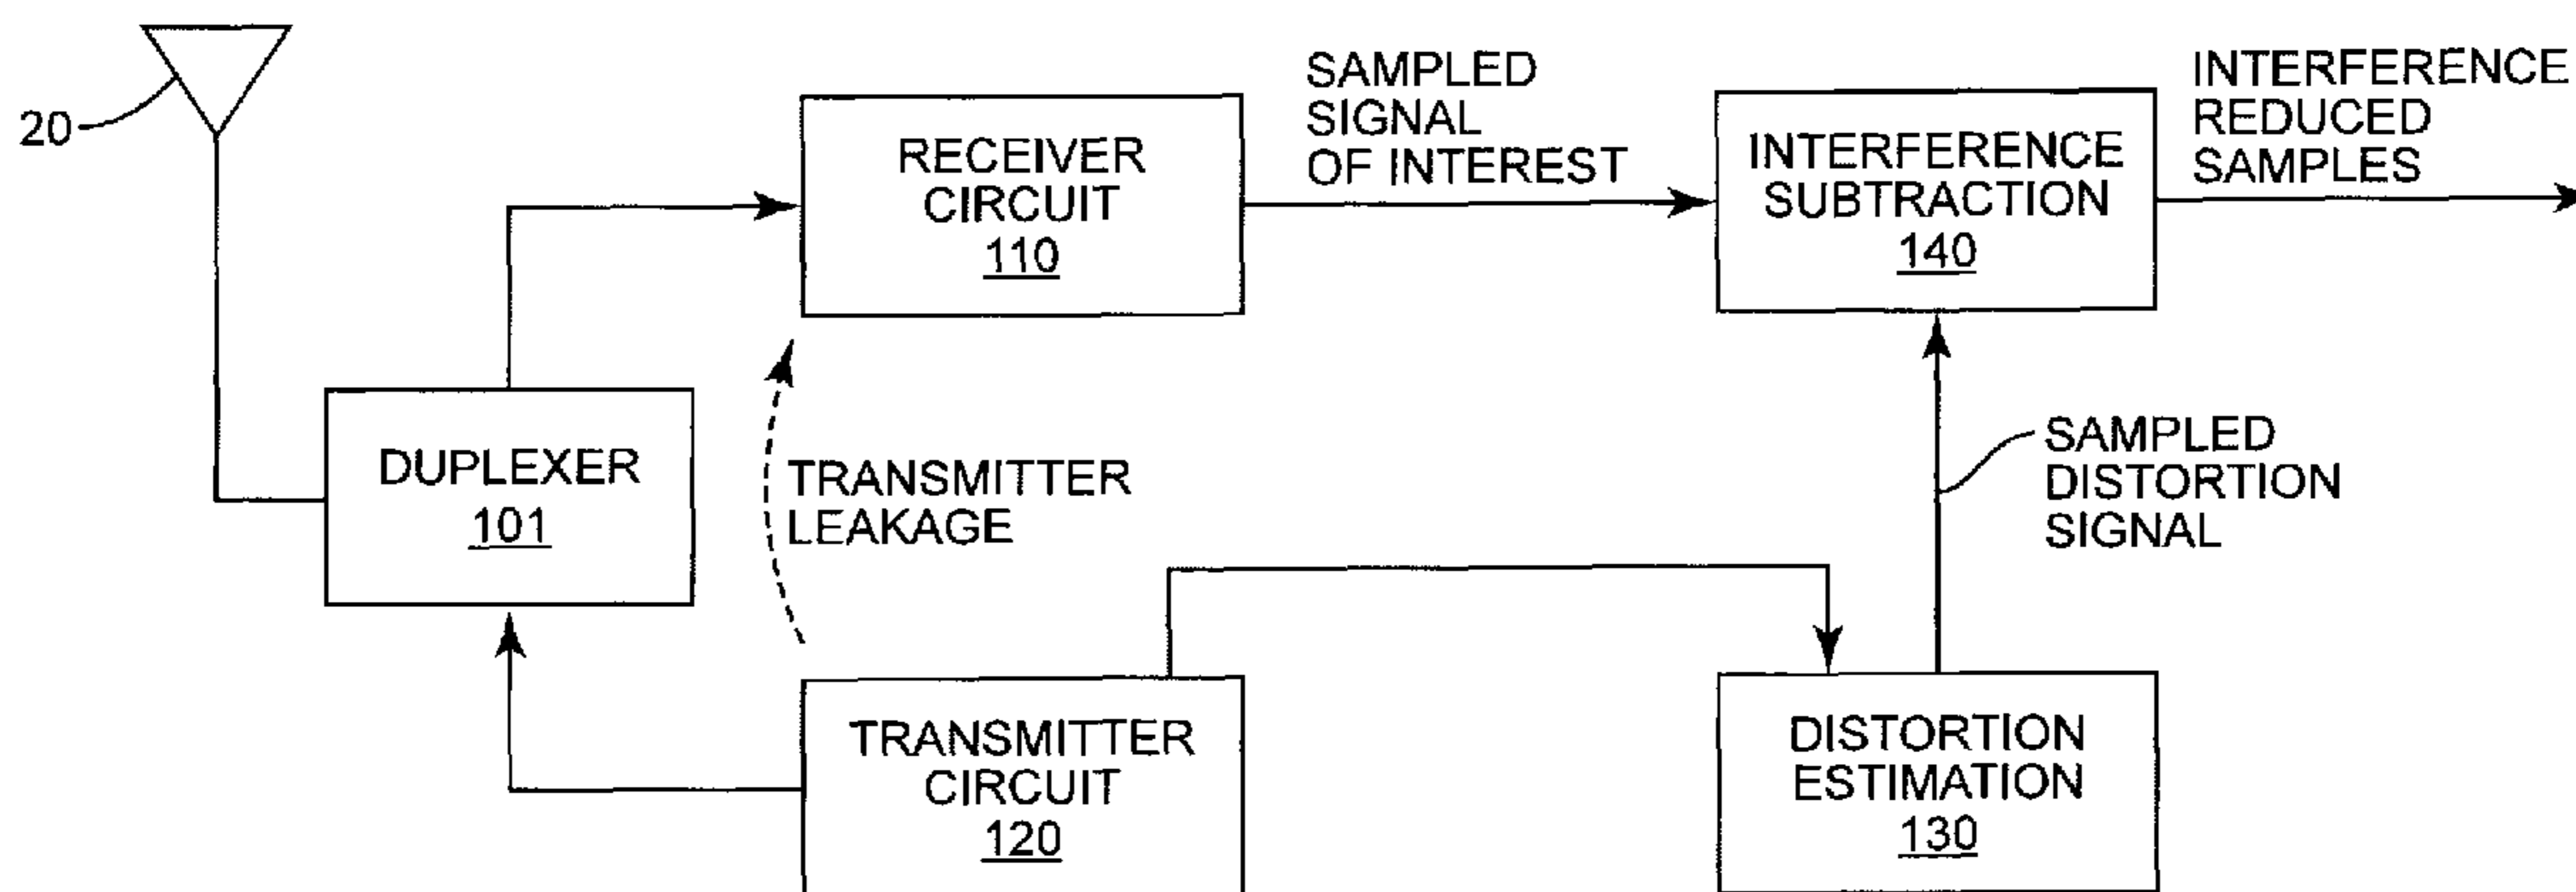 20
DUPLEXER
101
RECEIVER
CIRCUIT
110
TRANSMITTER
LEAKAGE
TRANSMITTER
CIRCUIT
120
SAMPLED
SIGNAL
OF INTEREST
INTERFERENCE
SUBTRACTION
140
INTERFERENCE
REDUCED
SAMPLES
SAMPLED
DISTORTION
SIGNAL
DISTORTION
ESTIMATION
130